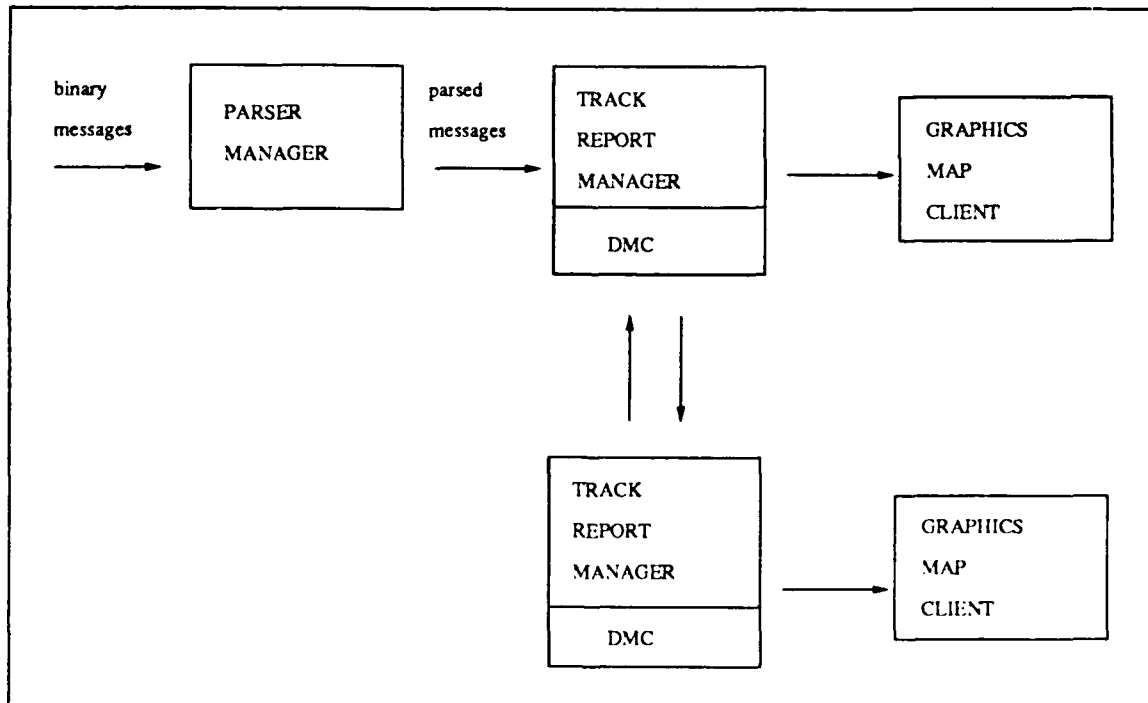 binary
messages
PARSER
MANAGER
parsed
messages
TRACK
REPORT
MANAGER
DMC
GRAPHICS
MAP
CLIENT
TRACK
REPORT
MANAGER
DMC
GRAPHICS
MAP
CLIENT